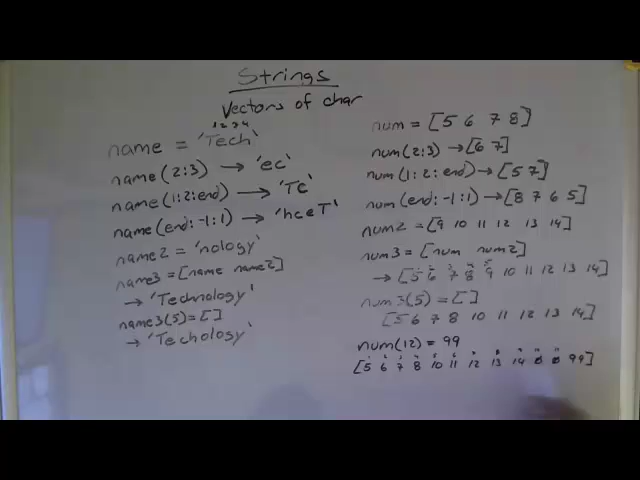 Strings
Vectors of char
1 2 3 4
name = 'Tech'
name(2:3) → 'ec'
name(1:2:end) → 'Tc'
name(end:-1:1) → 'hceT'
name2 = 'nology'
name3 = [name name2]
→ 'Technology'
name3(5) = []
→ 'Techology'
num = [5 6 7 8]
num(2:3) → [6 7]
num(1:2:end) → [5 7]
num(end:-1:1) → [8 7 6 5]
num2 = [9 10 11 12 13 14]
num3 = [num num2]
→ [5 6 7 8 9 10 11 12 13 14]
num3(5) = []
[5 6 7 8 10 11 12 13 14]
num(12) = 99
[5 6 7 8 10 11 12 13 14 0 0 99]